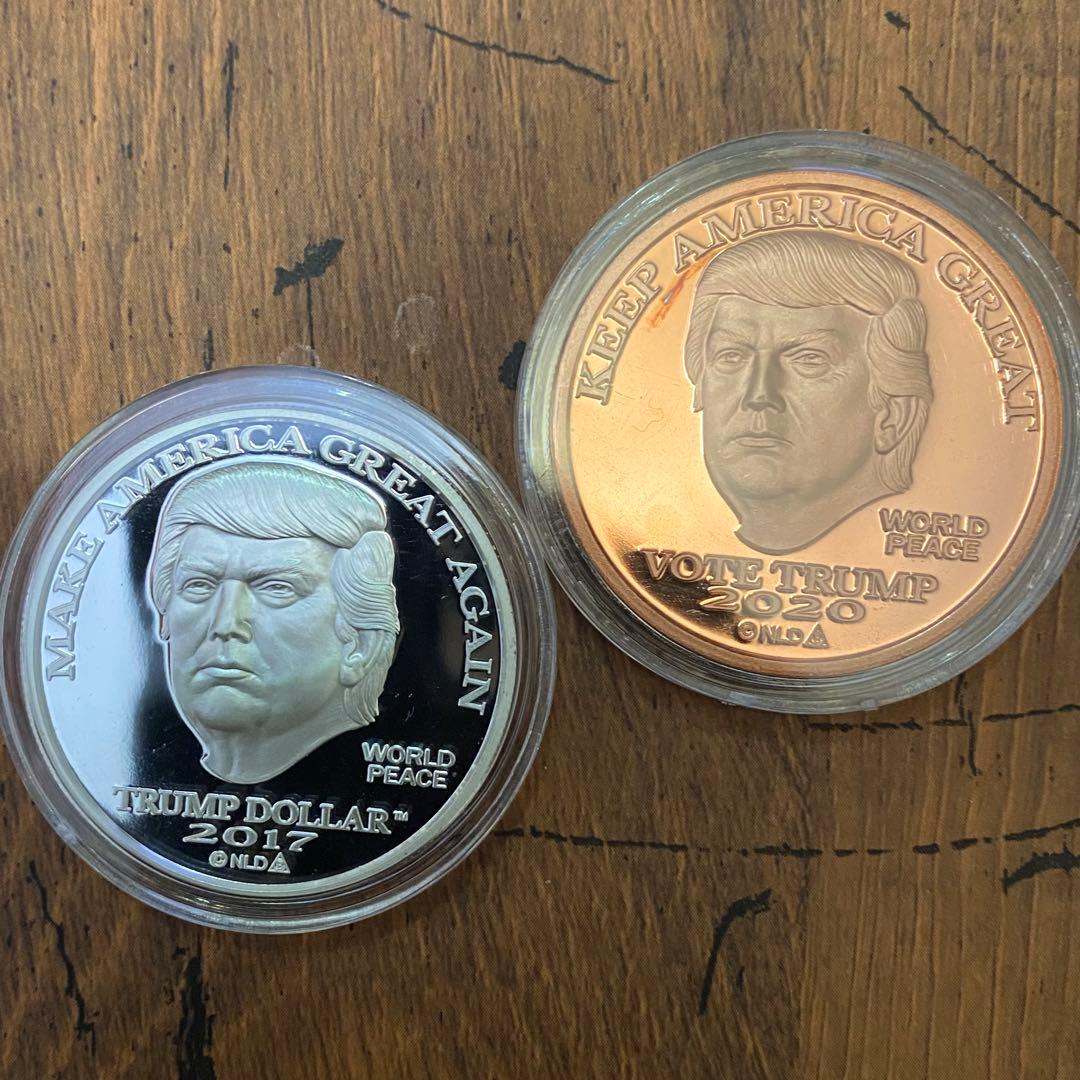 MAKE AMERICA GREAT AGAIN
WORLD
PEACE
TRUMP DOLLAR™
2017
©NLD
KEEP AMERICA GREAT
WORLD
PEACE
VOTE TRUMP
2020
©NLD